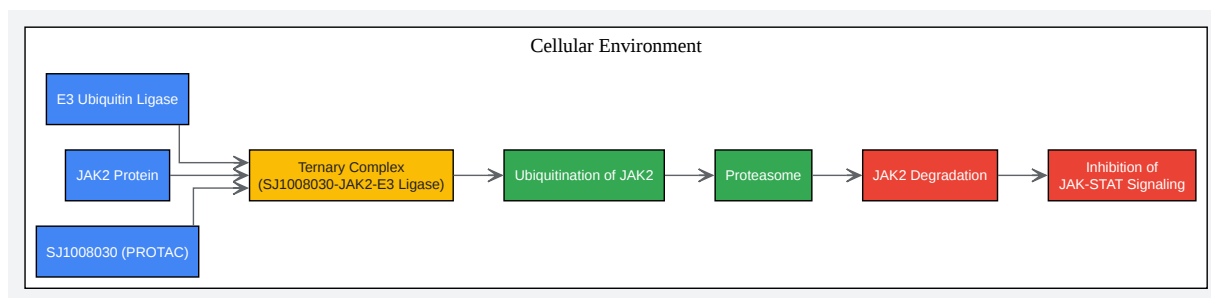 Cellular Environment
E3 Ubiquitin Ligase
JAK2 Protein
SJ1008030 (PROTAC)
Ternary Complex
(SJ1008030-JAK2-E3 Ligase)
Ubiquitination of JAK2
Proteasome
JAK2 Degradation
Inhibition of
JAK-STAT Signaling